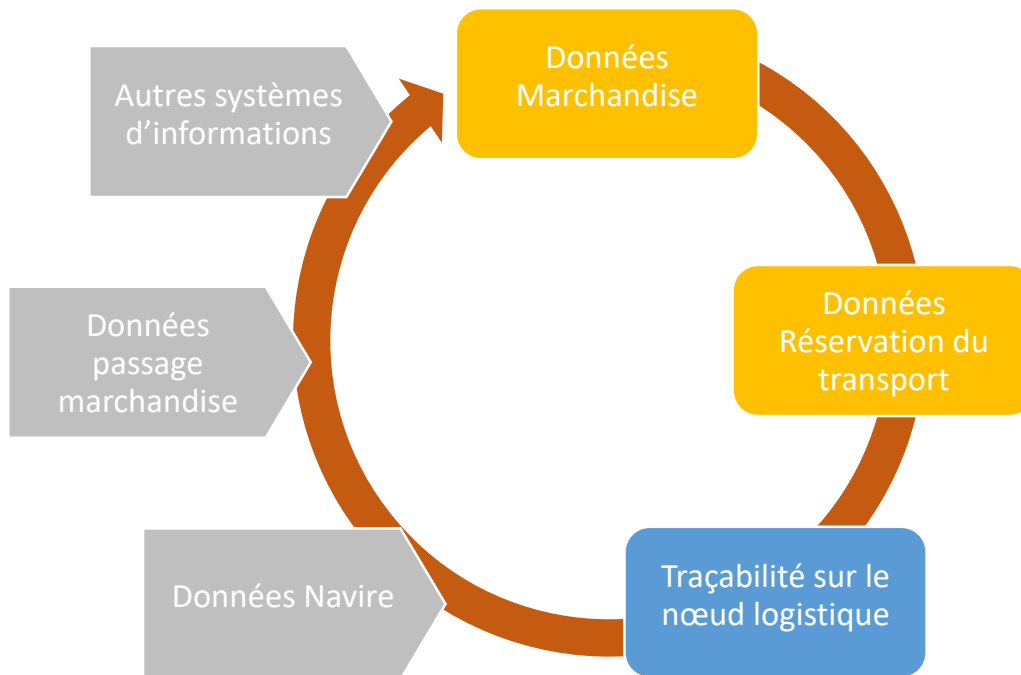 Données
Marchandise
Données
Réservation du
transport
Traçabilité sur le
nœud logistique
Données Navire
Données
passage
marchandise
Autres systèmes
d’informations